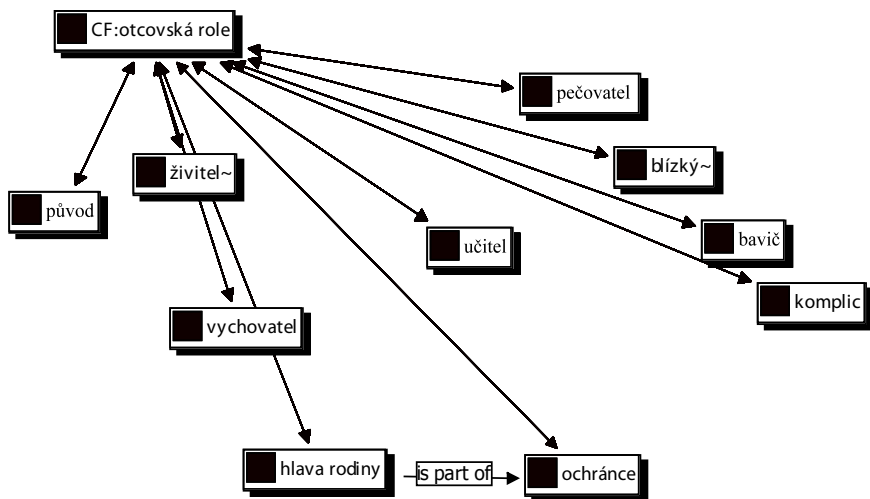 CF:otcovská role
pečovatel
blízký~
živitel~
původ
bavič
učitel
komplic
vychovatel
hlava rodiny
is part of
ochránce